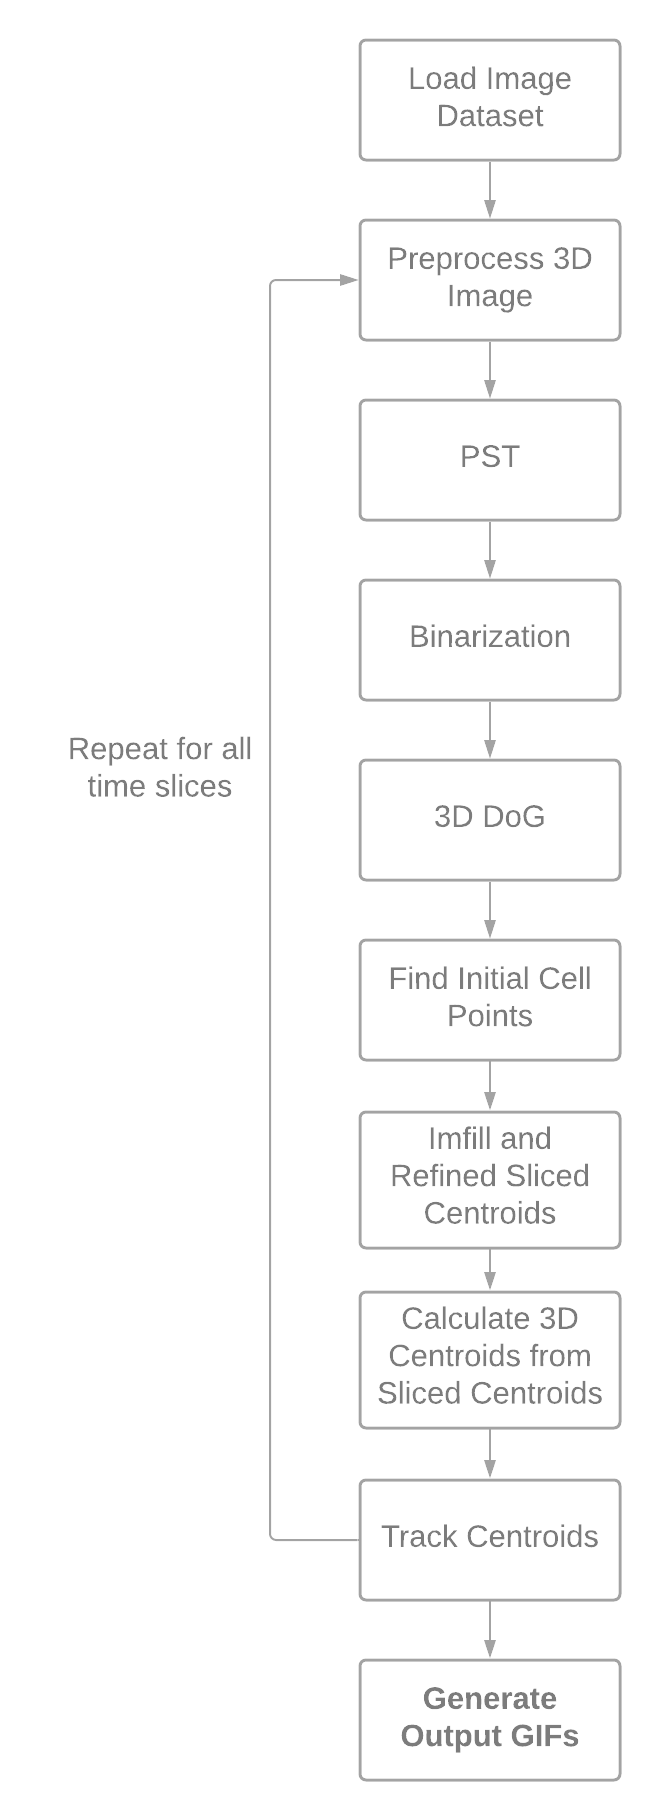 Load Image
Dataset
Preprocess 3D
Image
PST
Binarization
Repeat for all
time slices
3D DoG
Find Initial Cell
Points
Imfill and
Refined Sliced
Centroids
Calculate 3D
Centroids from
Sliced Centroids
Track Centroids
Generate
Output GIFs